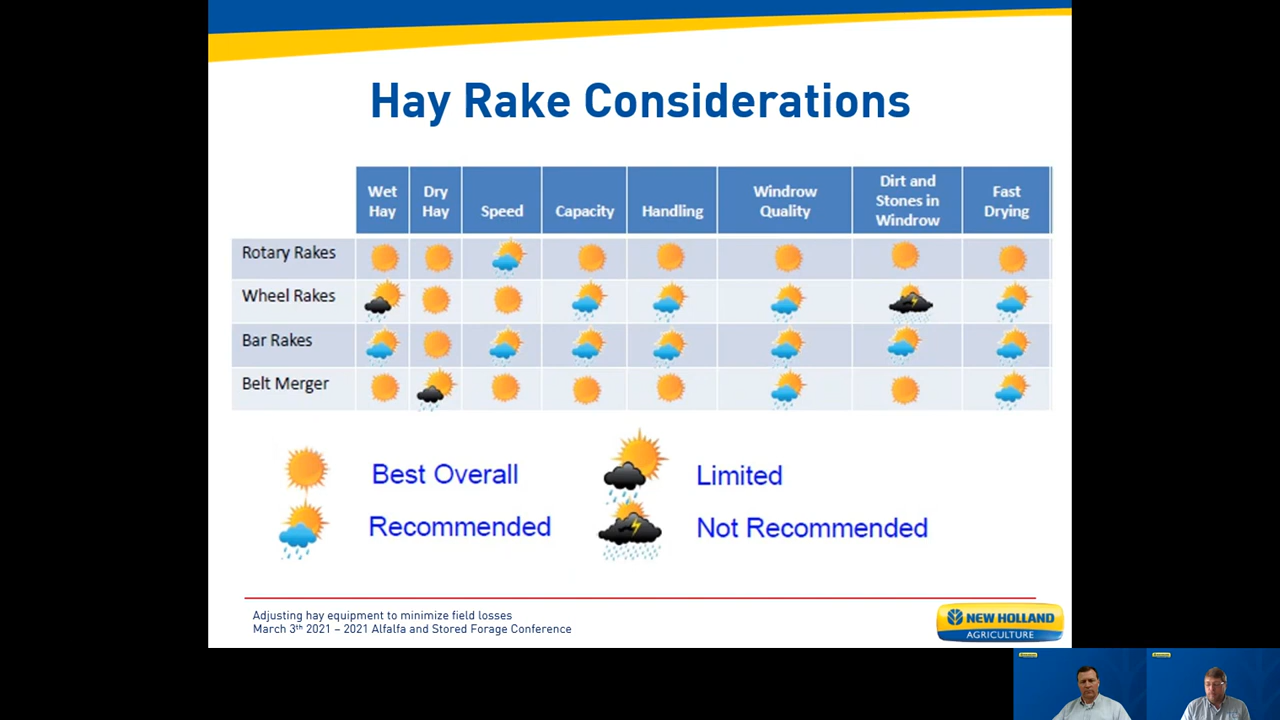 Hay Rake Considerations
Wet Hay
Dry Hay
Speed
Capacity
Handling
Windrow Quality
Dirt and Stones in Windrow
Fast Drying
Rotary Rakes
Wheel Rakes
Bar Rakes
Belt Merger
Best Overall
Limited
Recommended
Not Recommended
Adjusting hay equipment to minimize field losses
March 3th 2021 – 2021 Alfalfa and Stored Forage Conference
NEW HOLLAND
AGRICULTURE